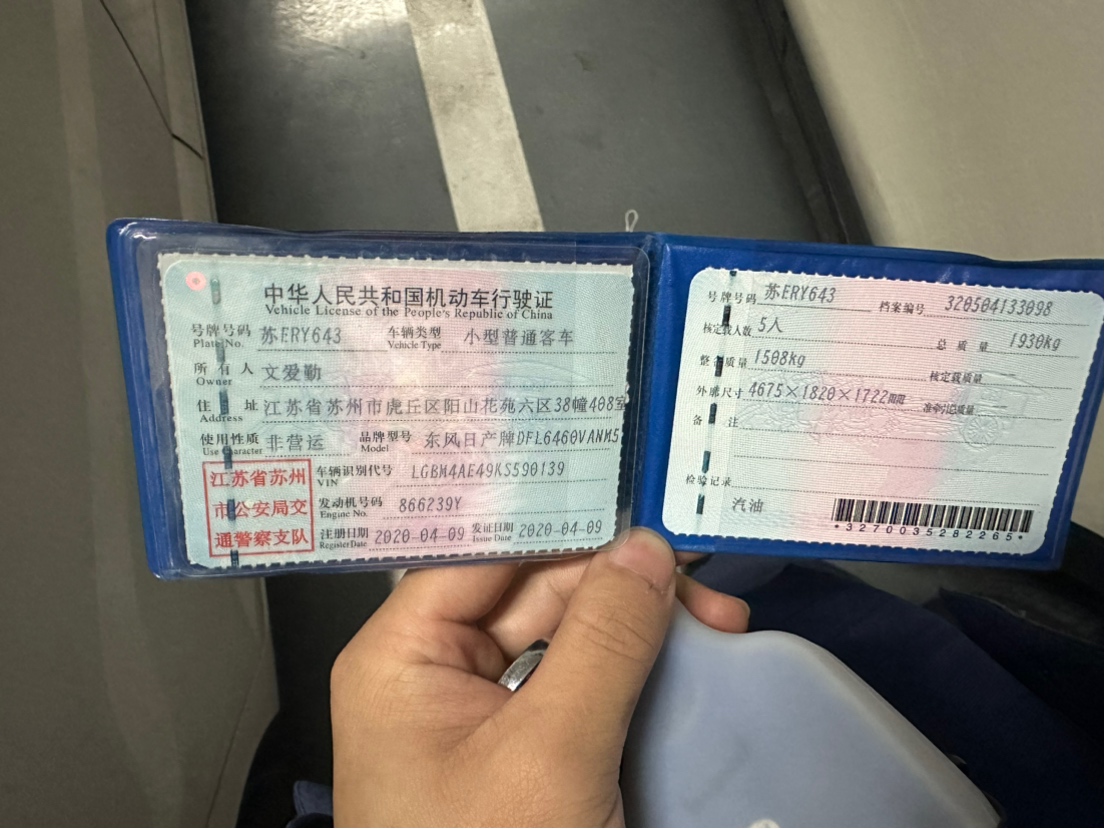 中华人民共和国机动车行驶证
Vehicle License of the People's Republic of China
号牌号码 苏ERY643 车辆类型 小型普通客车
Plate No. Vehicle Type
所有人 文爱勤
Owner
住址 江苏省苏州市虎丘区阳山花苑六区38幢408室
Address
使用性质 非营运 品牌型号 东风日产牌DFL6460VANM5
Use Character Model
江苏省苏州
市公安局交
通警察支队
车辆识别代号 LGBM4AE49KS590139
VIN
发动机号码 866239Y
Engine No.
注册日期 2020-04-09 发证日期 2020-04-09
Register Date Issue Date
号牌号码 苏ERY643 档案编号 320504133098
核定载人数 5人 总质量 1930kg
整备质量 1508kg 核定载质量 --
外廓尺寸 4675×1820×1722mm 准牵引总质量 --
备注
检验记录
汽油
*3270035282265*